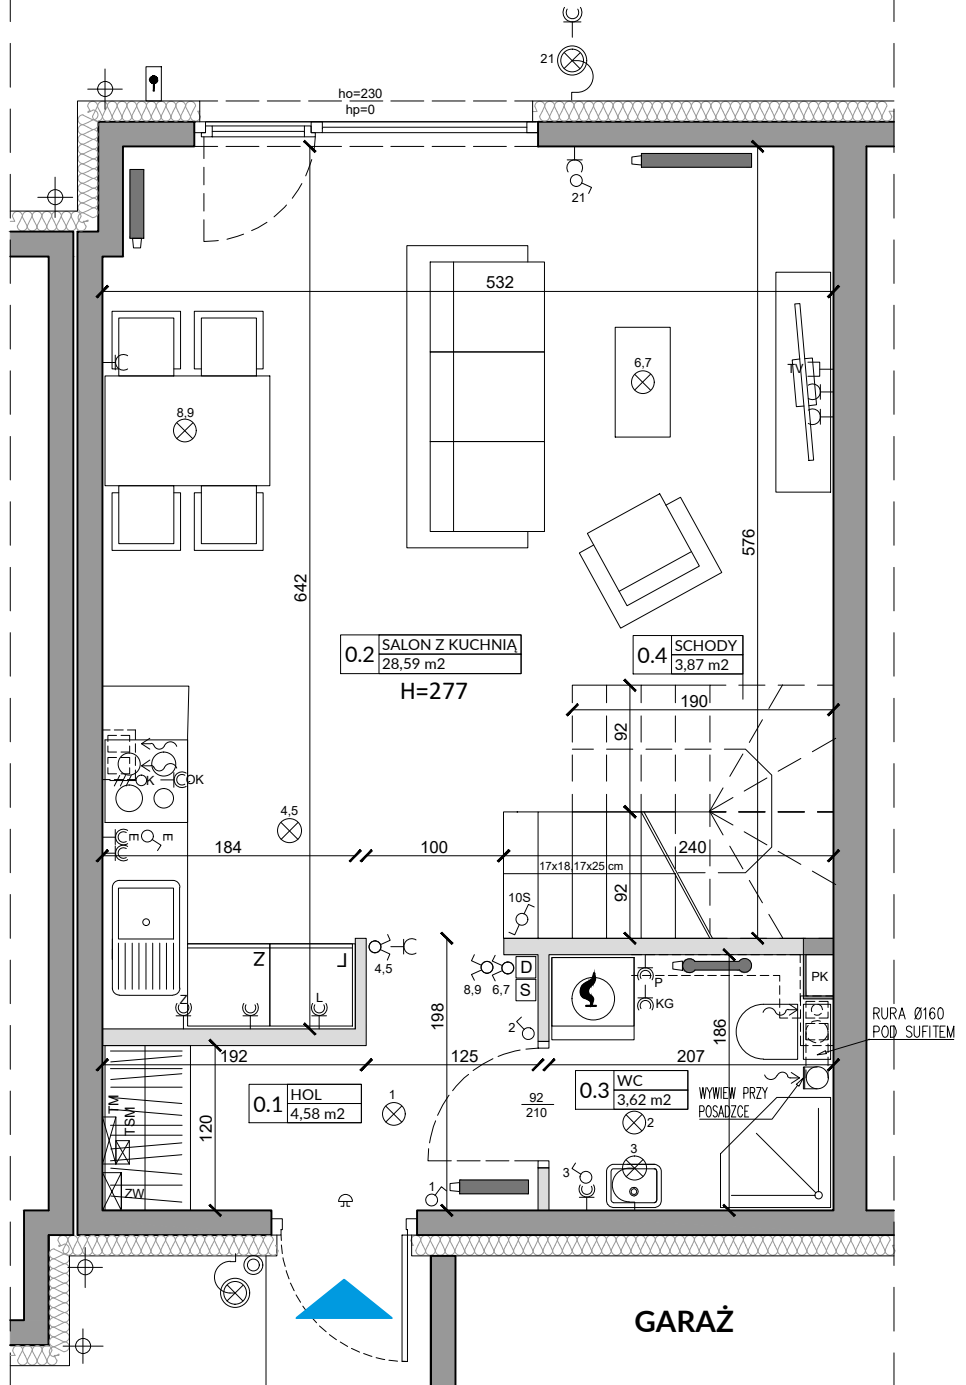 21
ho=230
hp=0
21
532
6,7
TV
8,9
576
642
0.2 SALON Z KUCHNIĄ
28,59 m2
H=277
0.4 SCHODY
3,87 m2
190
92
OK
OK
4,5
E
E
184
100
240
17x18,17x25 cm
92
10S
Z
L
4,5
8,9
6,7
D
S
P
KG
PK
Z
L
198
2
186
RURA Ø160
POD SUFITEM
192
125
207
0.1 HOL
4,58 m2
1
92
210
0.3 WC
3,62 m2
WYWIEW PRZY
POSADZCE
TM
TSM
120
2
3
3
ZW
1
GARAŻ